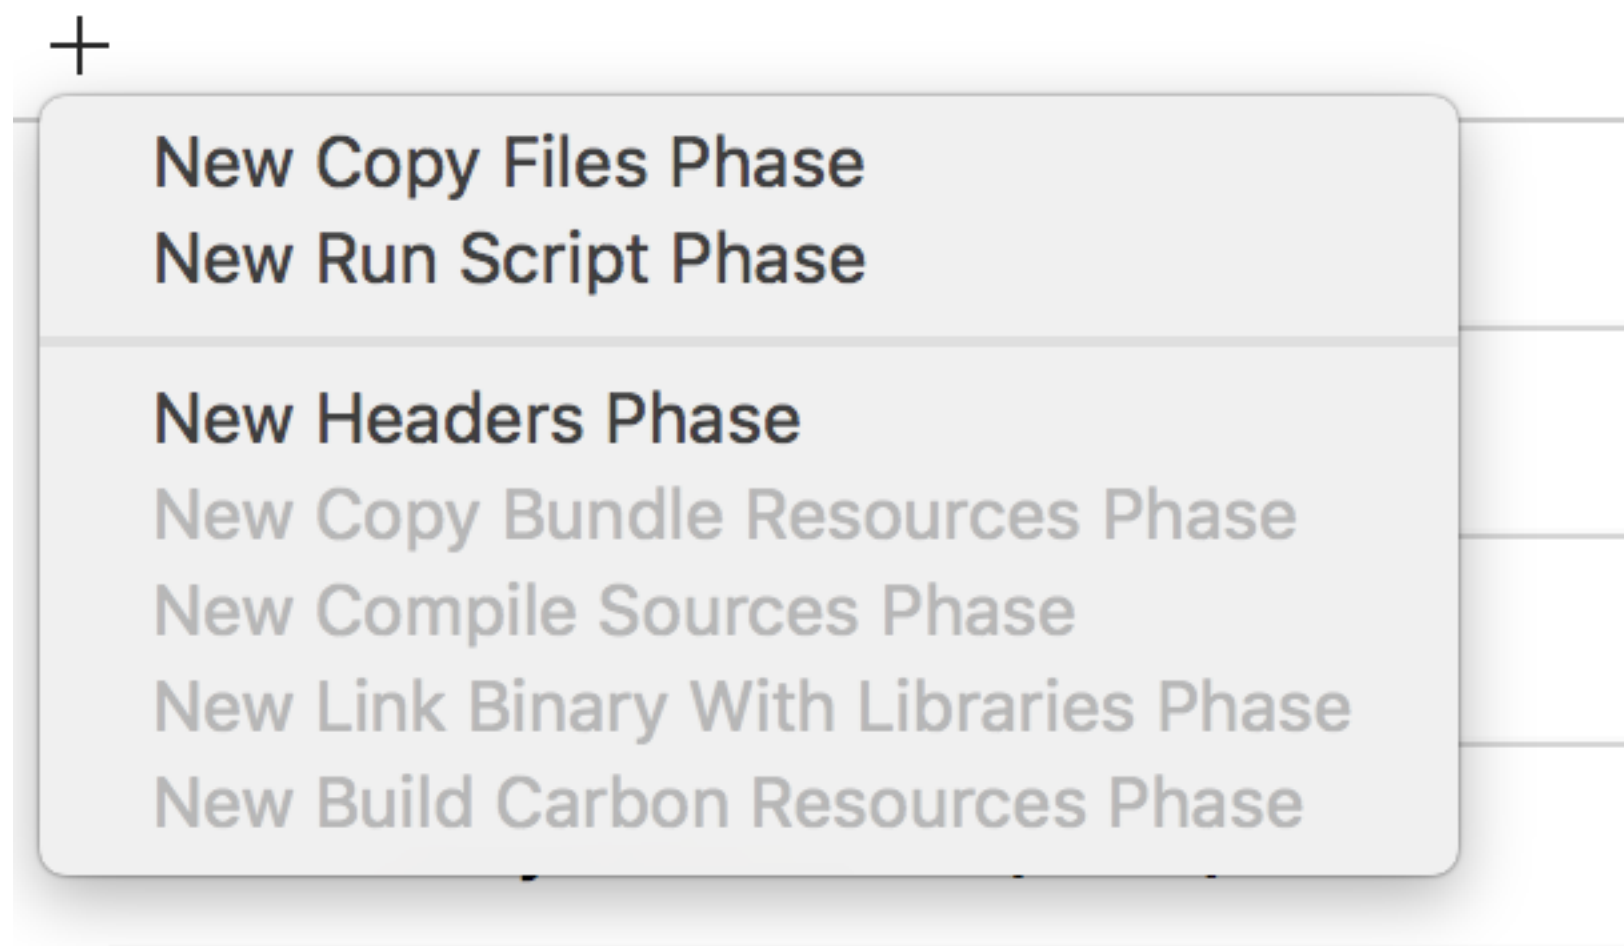 New Copy Files Phase
New Run Script Phase
New Headers Phase
New Copy Bundle Resources Phase
New Compile Sources Phase
New Link Binary With Libraries Phase
New Build Carbon Resources Phase